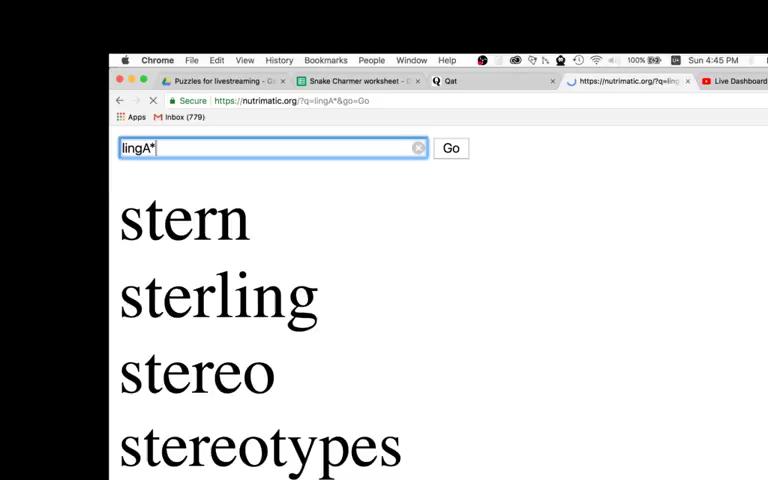 Chrome File Edit View History Bookmarks People Window Help 100% Sun 4:45 PM
Puzzles for livestreaming - G Snake Charmer worksheet - Qat https://nutrimatic.org/?q=ling Live Dashboard
Secure https://nutrimatic.org/?q=lingA*&go=Go
Apps Inbox (779)
lingA* Go
stern
sterling
stereo
stereotypes